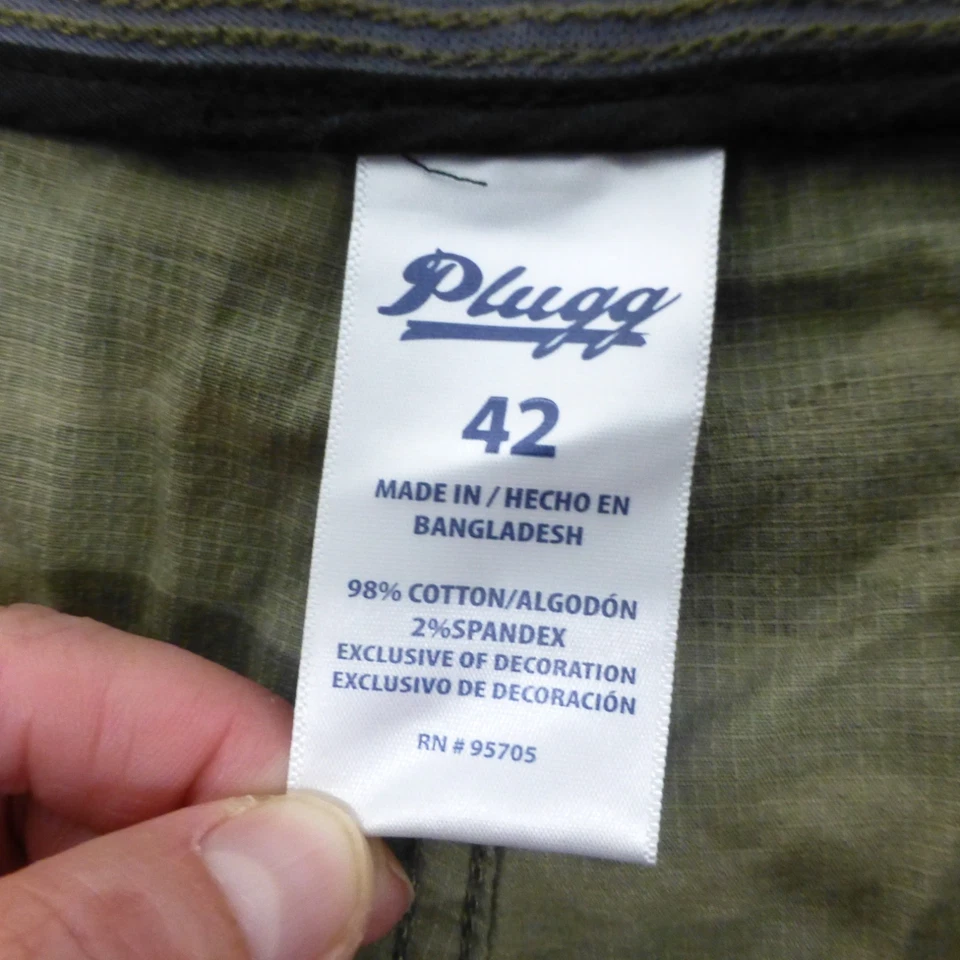 Plugg
42
MADE IN / HECHO EN
BANGLADESH
98% COTTON/ALGODÓN
2%SPANDEX
EXCLUSIVE OF DECORATION
EXCLUSIVO DE DECORACIÓN
RN # 95705